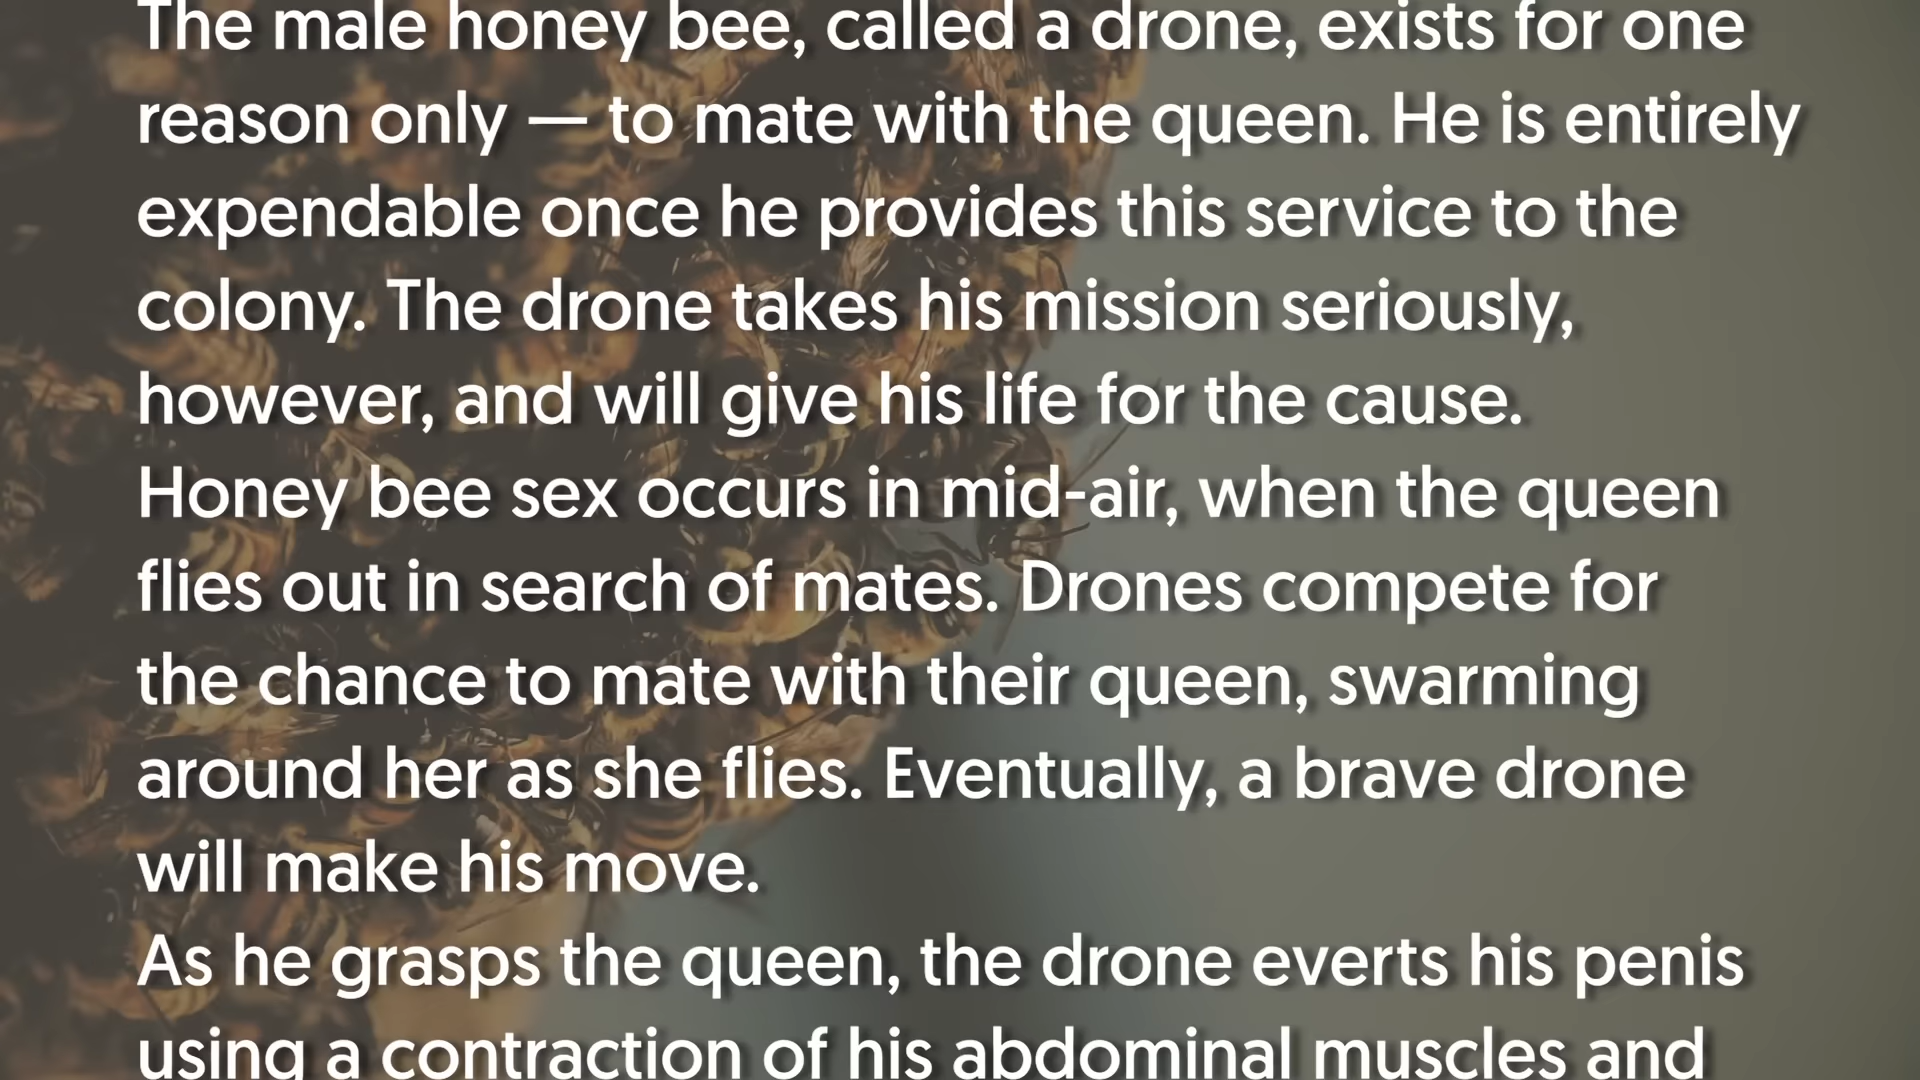 The male honey bee, called a drone, exists for one
reason only — to mate with the queen. He is entirely
expendable once he provides this service to the
colony. The drone takes his mission seriously,
however, and will give his life for the cause.
Honey bee sex occurs in mid-air, when the queen
flies out in search of mates. Drones compete for
the chance to mate with their queen, swarming
around her as she flies. Eventually, a brave drone
will make his move.
As he grasps the queen, the drone everts his penis
using a contraction of his abdominal muscles and